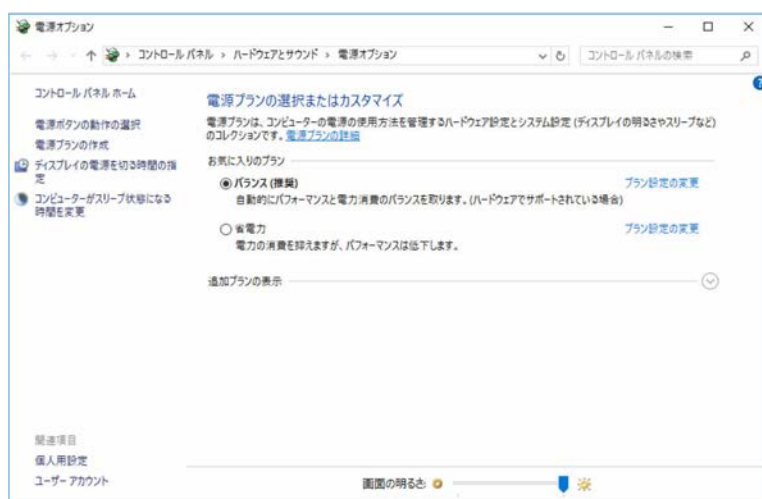 電源オプション
コントロール パネル › ハードウェアとサウンド › 電源オプション
コントロール パネルの検索
コントロール パネル ホーム
電源ボタンの動作の選択
電源プランの作成
ディスプレイの電源を切る時間の指
定
コンピューターがスリープ状態になる
時間を変更
電源プランの選択またはカスタマイズ
電源プランは、コンピューターの電源の使用方法を管理するハードウェア設定とシステム設定 (ディスプレイの明るさやスリープなど)
のコレクションです。電源プランの詳細
お気に入りのプラン
バランス (推奨) プラン設定の変更
自動的にパフォーマンスと電力消費のバランスを取ります。(ハードウェアでサポートされている場合)
省電力 プラン設定の変更
電力の消費を抑えますが、パフォーマンスは低下します。
追加プランの表示
関連項目
個人用設定
ユーザー アカウント
画面の明るさ: